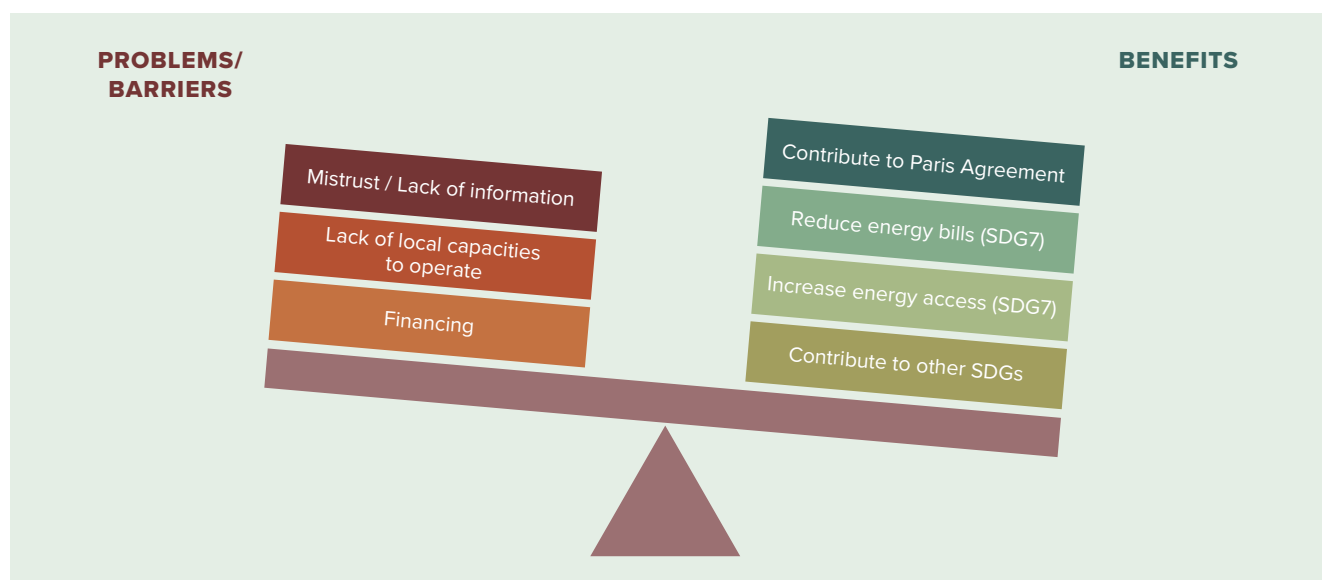 PROBLEMS/
BARRIERS
BENEFITS
Mistrust / Lack of information
Lack of local capacities
to operate
Financing
Contribute to Paris Agreement
Reduce energy bills (SDG7)
Increase energy access (SDG7)
Contribute to other SDGs